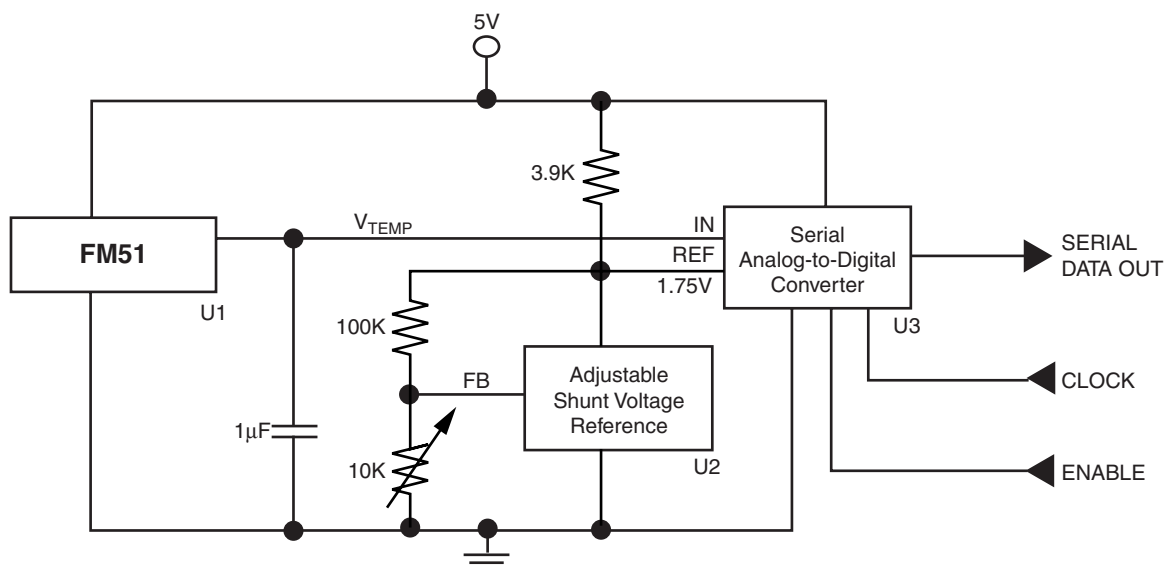 5V
3.9K
FM51
U1
V_TEMP
IN
REF
1.75V
Serial
Analog-to-Digital
Converter
U3
SERIAL
DATA OUT
100K
FB
Adjustable
Shunt Voltage
Reference
U2
CLOCK
1μF
10K
ENABLE